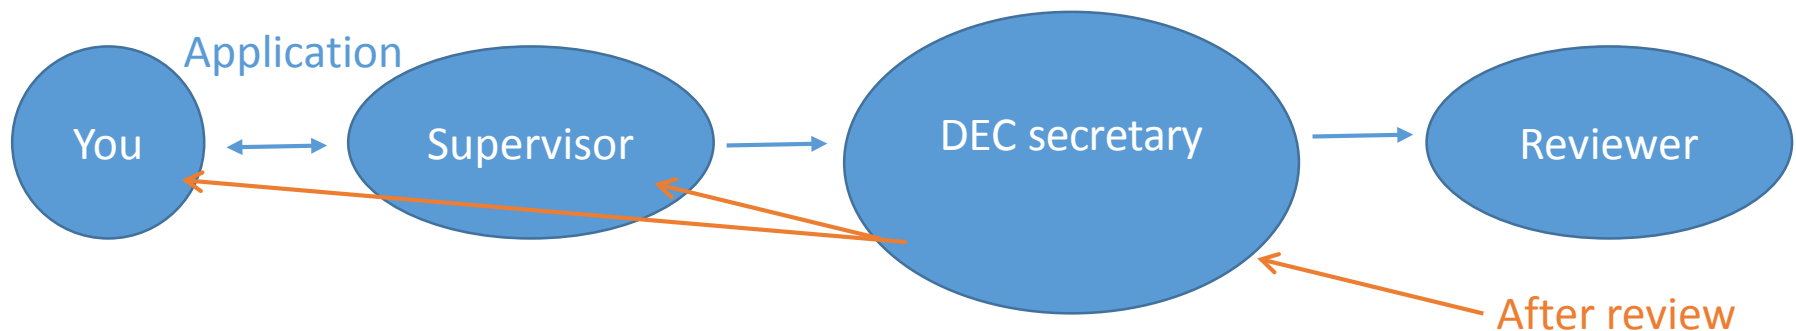 Application
You
Supervisor
DEC secretary
Reviewer
After review